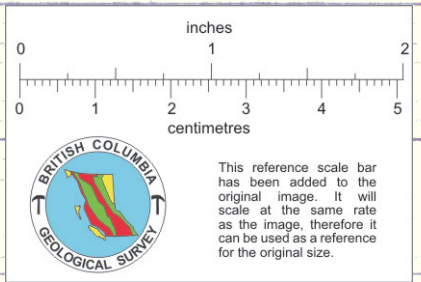 inches
0 1 2
0 1 2 3 4 5
centimetres
BRITISH COLUMBIA
GEOLOGICAL SURVEY
This reference scale bar
has been added to the
original image. It will
scale at the same rate
as the image, therefore it
can be used as a reference
for the original size.